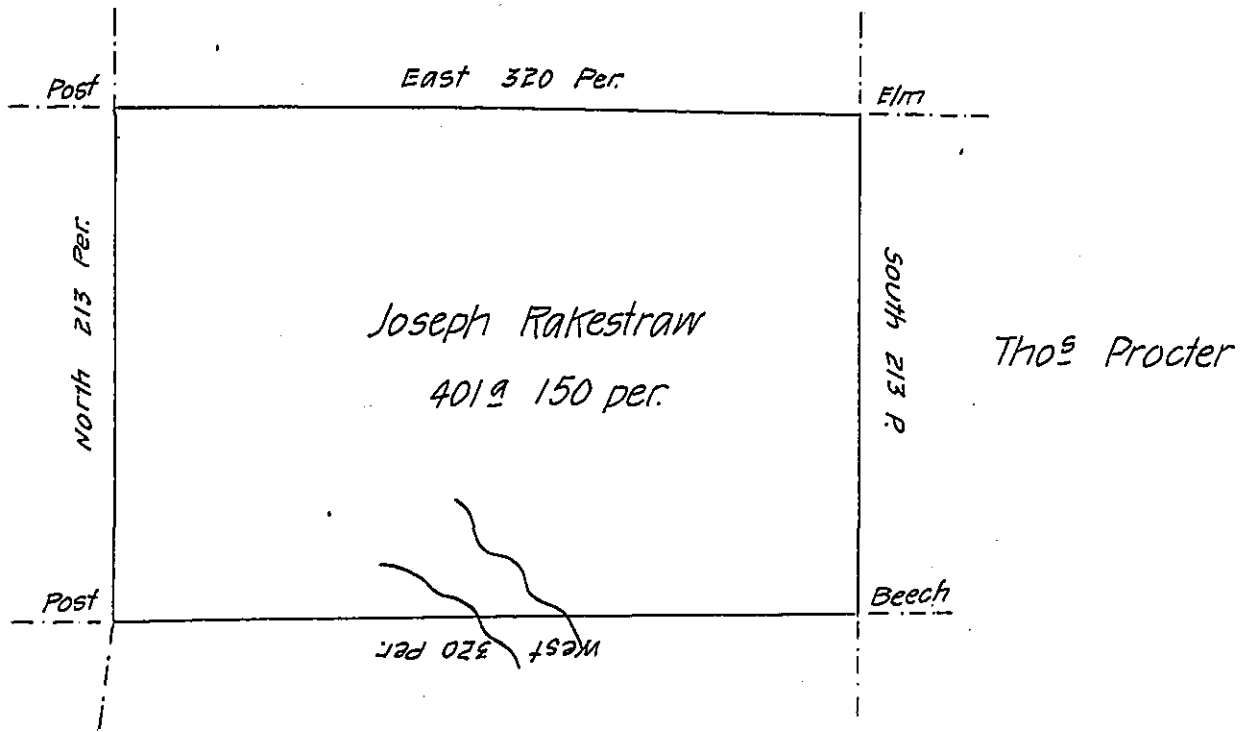 East 320 Per.
Post
Elm
North 213 Per.
South 213 P.
Joseph Rakestraw
401a 150 per.
Thos Procter
Post
Beech
West 320 Per.